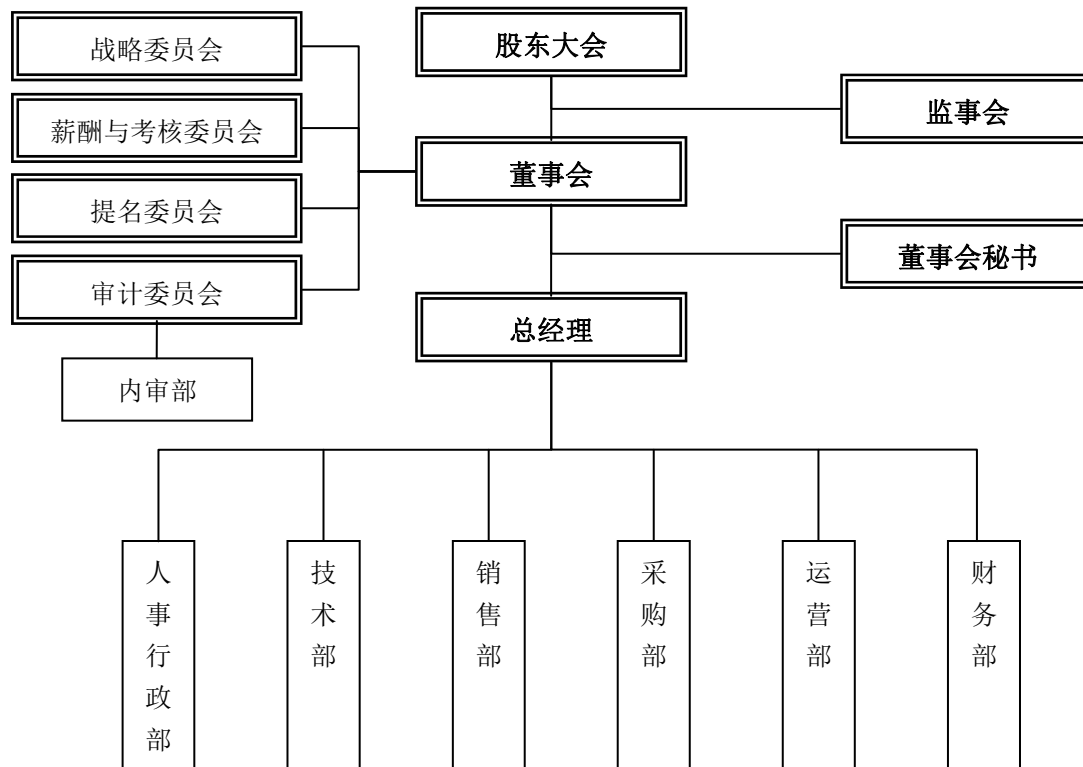 战略委员会
股东大会
监事会
薪酬与考核委员会
董事会
提名委员会
董事会秘书
审计委员会
总经理
内审部
人事行政部
技术部
销售部
采购部
运营部
财务部